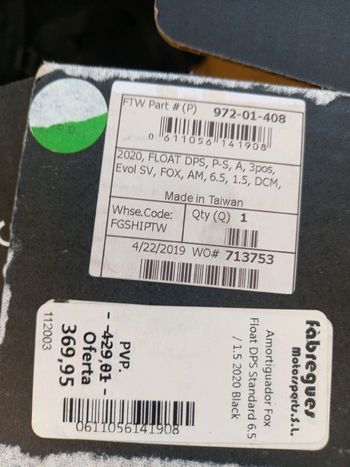 FTW Part # (P) 972-01-408
0 611056 141908
2020, FLOAT DPS, P-S, A, 3pos,
Evol SV, FOX, AM, 6.5, 1.5, DCM,
Made in Taiwan
Whse.Code:
FGSHIPTW
Qty (Q) 1
4/22/2019 WO# 713753
fabregues
Motorsports.S.L.
Amortiguador Fox
Float DPS Standard 6.5
/ 1.5 2020 Black
PVP.
- 429,01 -
Oferta
369,95
0611056141908
112003